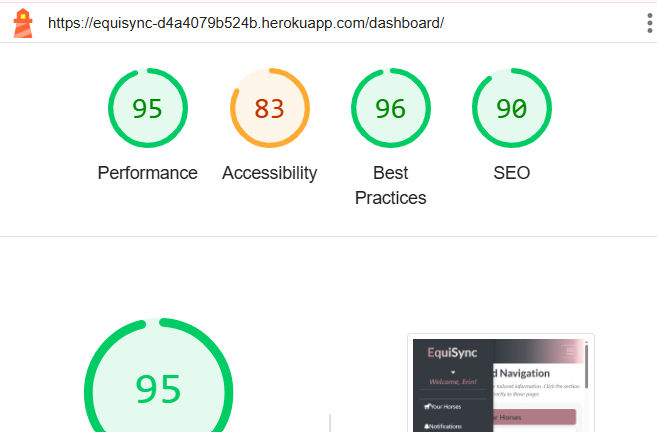 https://equisync-d4a4079b524b.herokuapp.com/dashboard/
95
83
96
90
Performance
Accessibility
Best
Practices
SEO
95
EquiSync
Welcome, Erin!
Your Horses
Notifications
d Navigation
tailored information. Click the section
directly to those pages
Horses